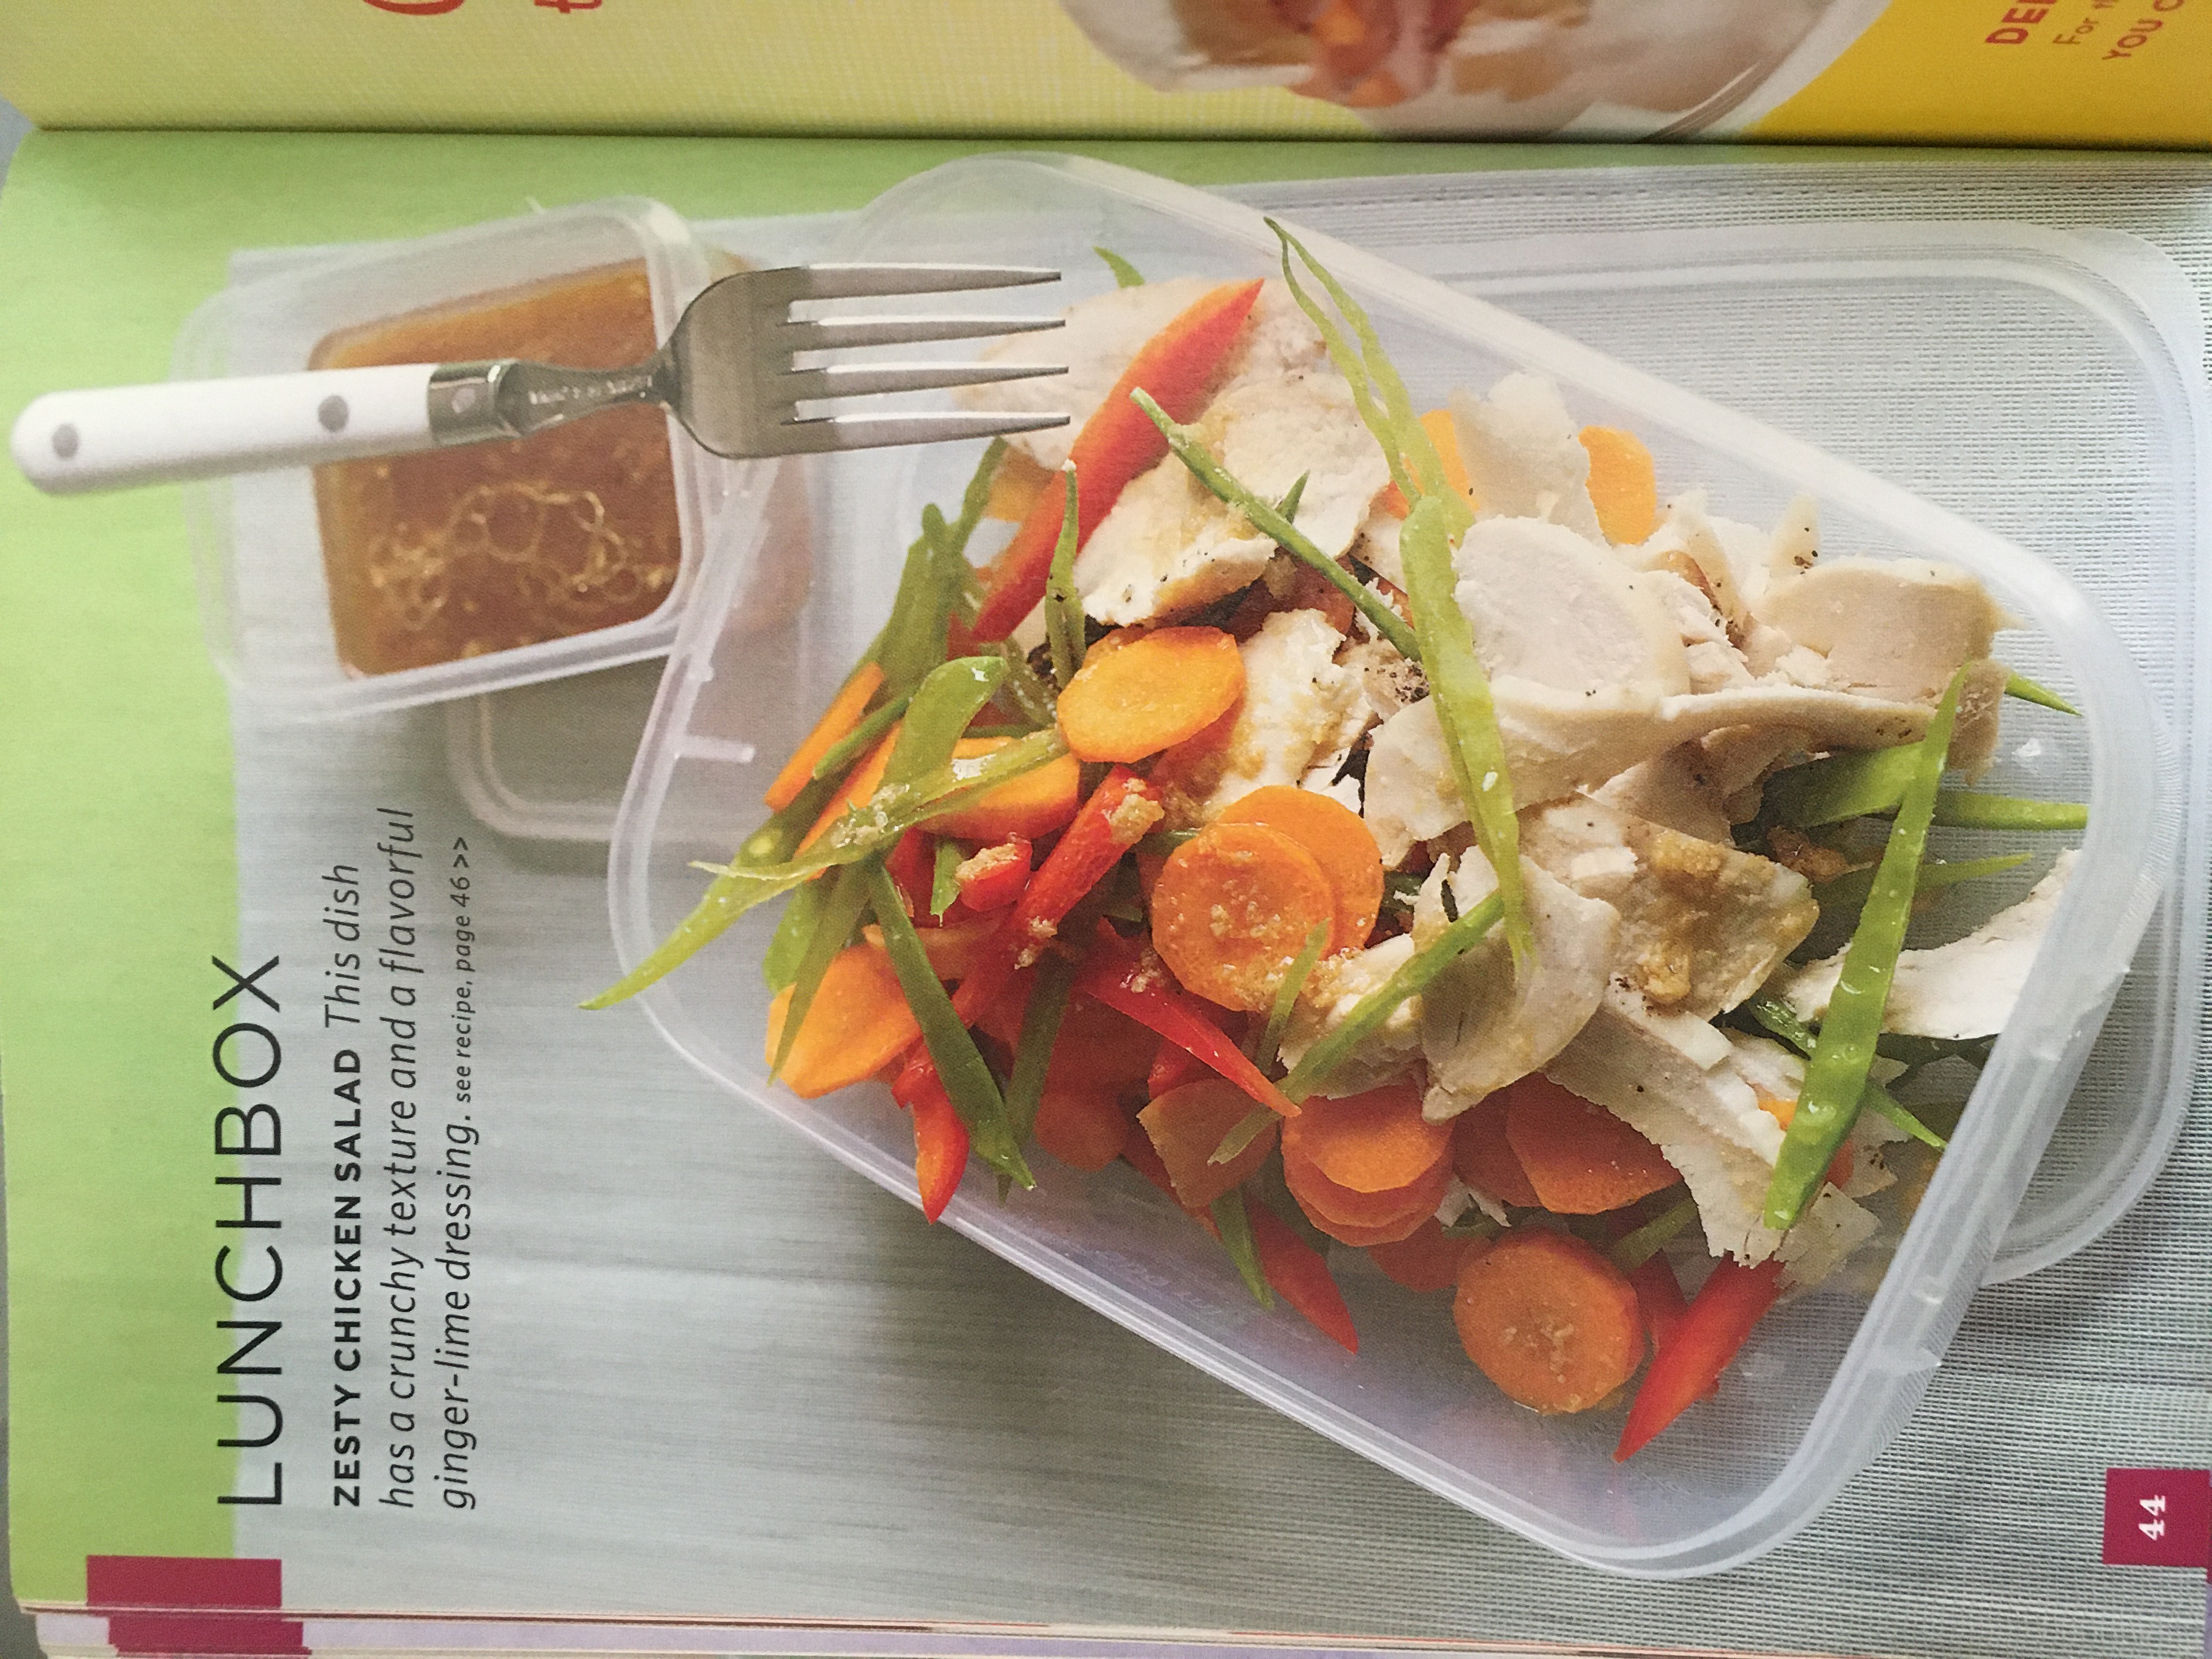 LUNCHBOX
ZESTY CHICKEN SALAD This dish
has a crunchy texture and a flavorful
ginger-lime dressing. see recipe, page 46 >>
44